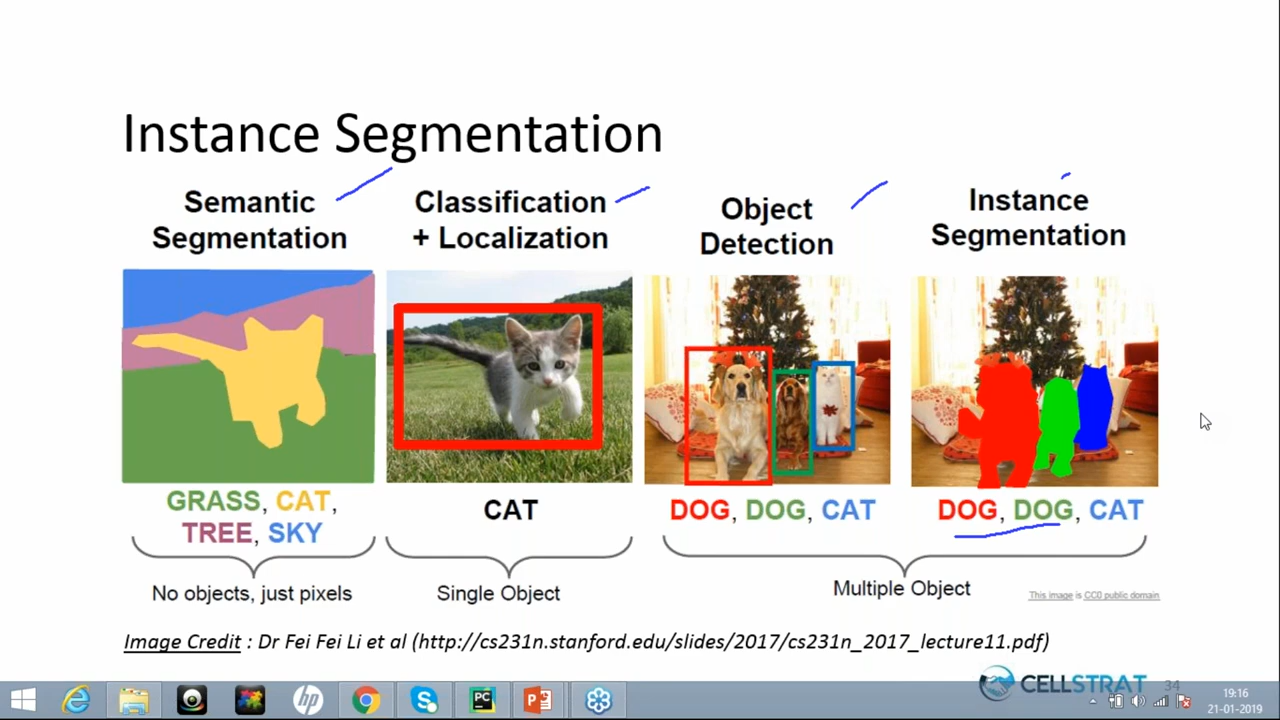 Instance Segmentation
Semantic
Segmentation
Classification
+ Localization
Object
Detection
Instance
Segmentation
GRASS, CAT,
TREE, SKY
CAT
DOG, DOG, CAT
DOG, DOG, CAT
No objects, just pixels
Single Object
Multiple Object
This image is CC0 public domain
Image Credit : Dr Fei Fei Li et al (http://cs231n.stanford.edu/slides/2017/cs231n_2017_lecture11.pdf)
CELLSTRAT
34
hp
PC
19:16
21-01-2019